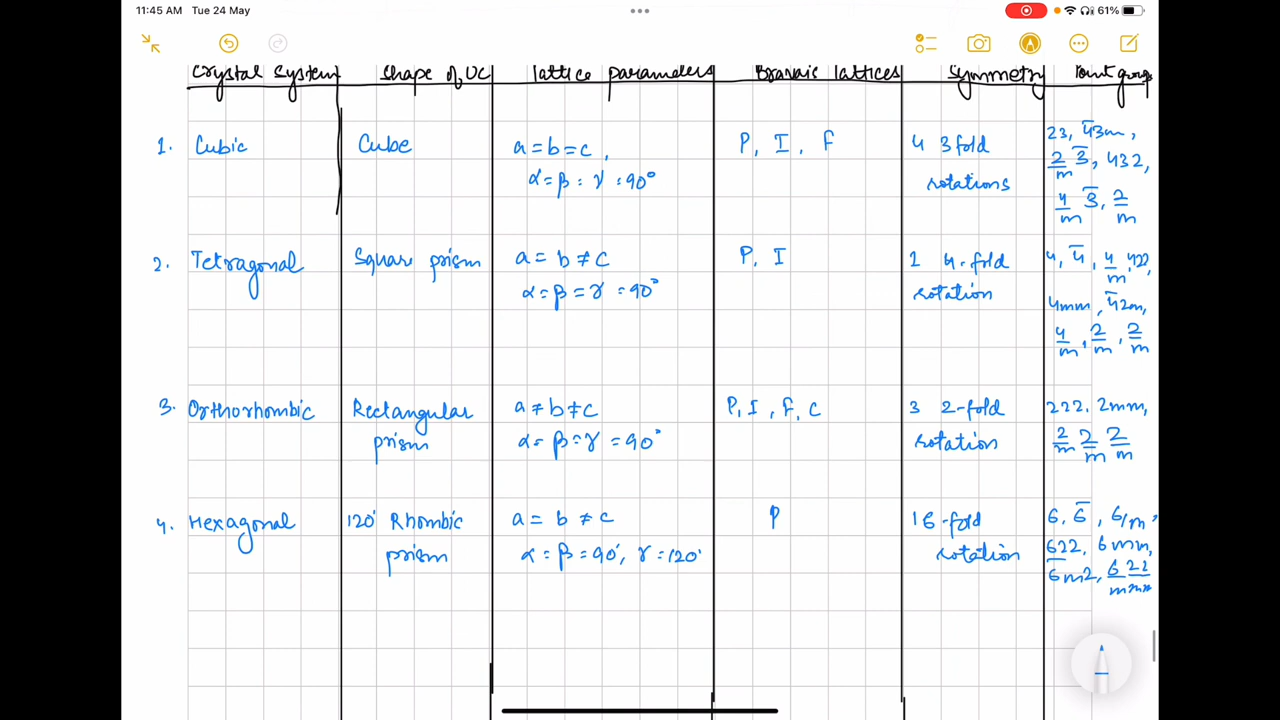 11:45 AM Tue 24 May
61%
Crystal System Shape of UC lattice parameters Bravais lattices Symmetry Point group
1. Cubic Cube a = b = c, P, I, F 4 3 fold 23, 4̅3m,
α = β = γ = 90° rotations 2/m 3̅, 432,
4/m 3̅, 2/m
2. Tetragonal Square prism a = b ≠ c P, I 1 4-fold 4, 4̅, 4/m, 422,
α = β = γ = 90° rotation 4mm, 4̅2m,
4/m, 2/m, 2/m
3. Orthorhombic Rectangular a ≠ b ≠ c P, I, F, C 3 2-fold 222, 2mm,
prism α = β = γ = 90° rotation 2/m 2/m 2/m
4. Hexagonal 120° Rhombic a = b ≠ c P 1 6-fold 6, 6̅, 6/m,
prism α = β = 90°, γ = 120° rotation 622, 6mm,
6̅m2, 6/m 2/m 2/m